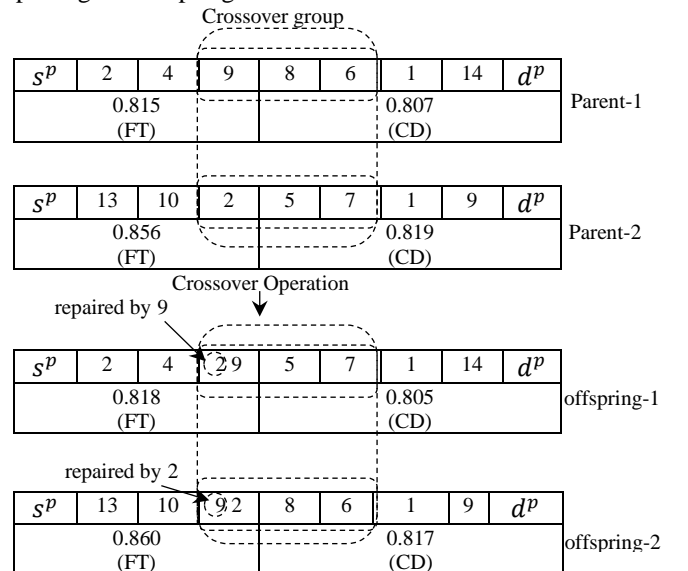 Crossover group
s^p 2 4 9 8 6 1 14 d^p
Parent-1
0.815 0.807
(FT) (CD)
s^p 13 10 2 5 7 1 9 d^p
Parent-2
0.856 0.819
(FT) (CD)
Crossover Operation
repaired by 9
s^p 2 4 2 9 5 7 1 14 d^p
offspring-1
0.818 0.805
(FT) (CD)
repaired by 2
s^p 13 10 9 2 8 6 1 9 d^p
offspring-2
0.860 0.817
(FT) (CD)